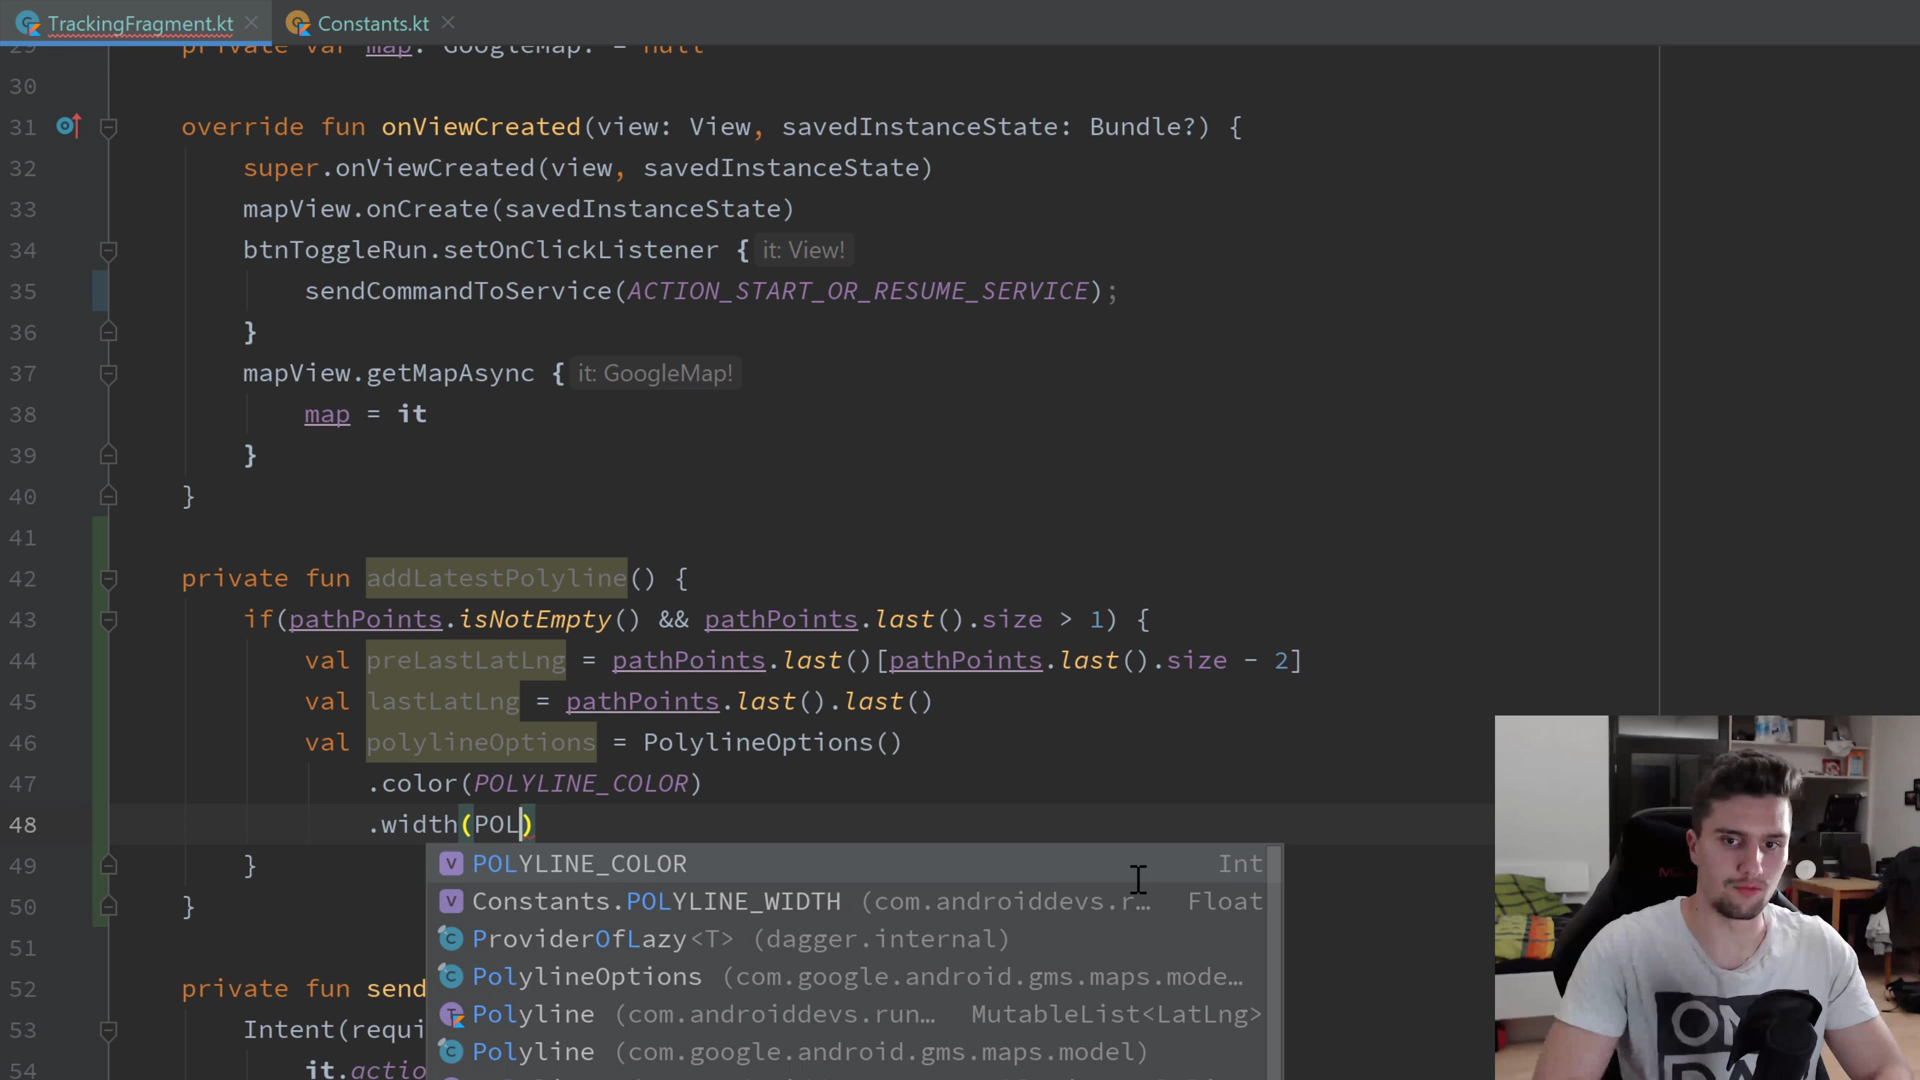 TrackingFragment.kt Constants.kt
29 private var map: GoogleMap? = null
30
31 override fun onViewCreated(view: View, savedInstanceState: Bundle?) {
32 super.onViewCreated(view, savedInstanceState)
33 mapView.onCreate(savedInstanceState)
34 btnToggleRun.setOnClickListener { it: View!
35 sendCommandToService(ACTION_START_OR_RESUME_SERVICE);
36 }
37 mapView.getMapAsync { it: GoogleMap!
38 map = it
39 }
40 }
41
42 private fun addLatestPolyline() {
43 if(pathPoints.isNotEmpty() && pathPoints.last().size > 1) {
44 val preLastLatLng = pathPoints.last()[pathPoints.last().size - 2]
45 val lastLatLng = pathPoints.last().last()
46 val polylineOptions = PolylineOptions()
47 .color(POLYLINE_COLOR)
48 .width(POL)
V POLYLINE_COLOR Int
49 }
V Constants.POLYLINE_WIDTH (com.androiddevs.r… Float
50 }
C ProviderOfLazy<T> (dagger.internal)
51
C PolylineOptions (com.google.android.gms.maps.mode…
52 private fun send
T Polyline (com.androiddevs.run… MutableList<LatLng>
53 Intent(requi
C Polyline (com.google.android.gms.maps.model)
54 it.actio